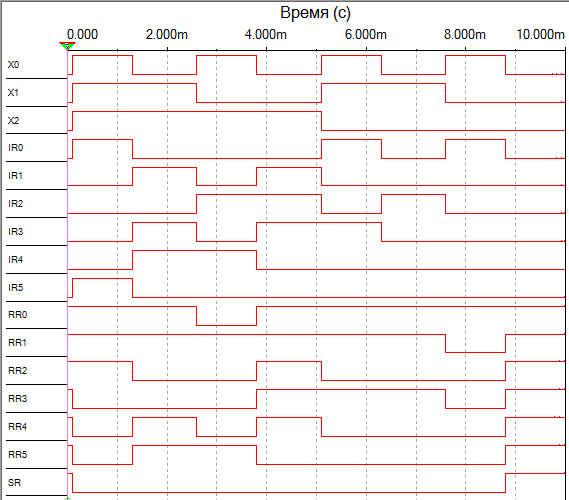 Время (с)
0.000 2.000m 4.000m 6.000m 8.000m 10.000m
X0
X1
X2
IR0
IR1
IR2
IR3
IR4
IR5
RR0
RR1
RR2
RR3
RR4
RR5
SR